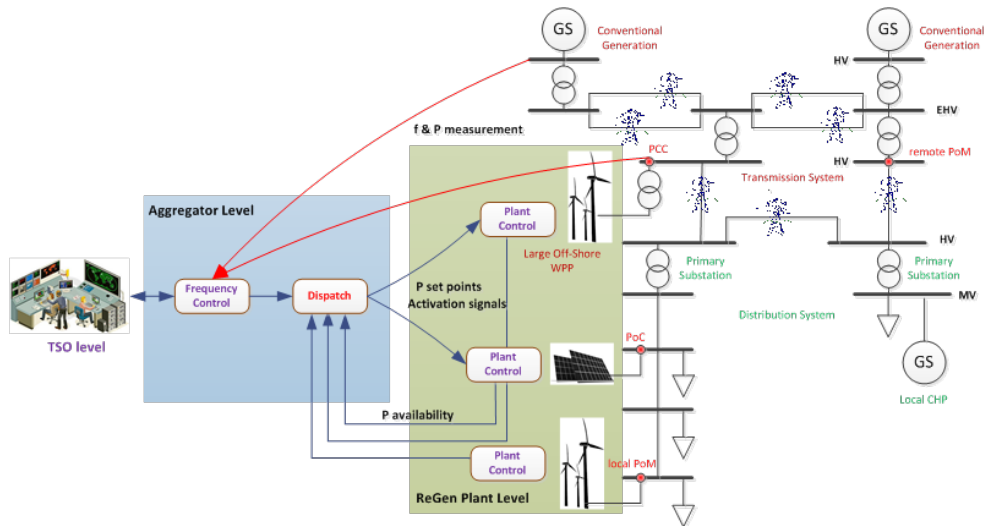 GS
Conventional
Generation
GS
Conventional
Generation
HV
EHV
f & P measurement
PCC
HV
remote PoM
Transmission System
Aggregator Level
Plant
Control
Large Off-Shore
WPP
HV
Primary
Substation
Primary
Substation
Frequency
Control
Dispatch
P set points
Activation signals
MV
Distribution System
TSO level
PoC
Plant
Control
GS
Local CHP
P availability
Plant
Control
local PoM
ReGen Plant Level